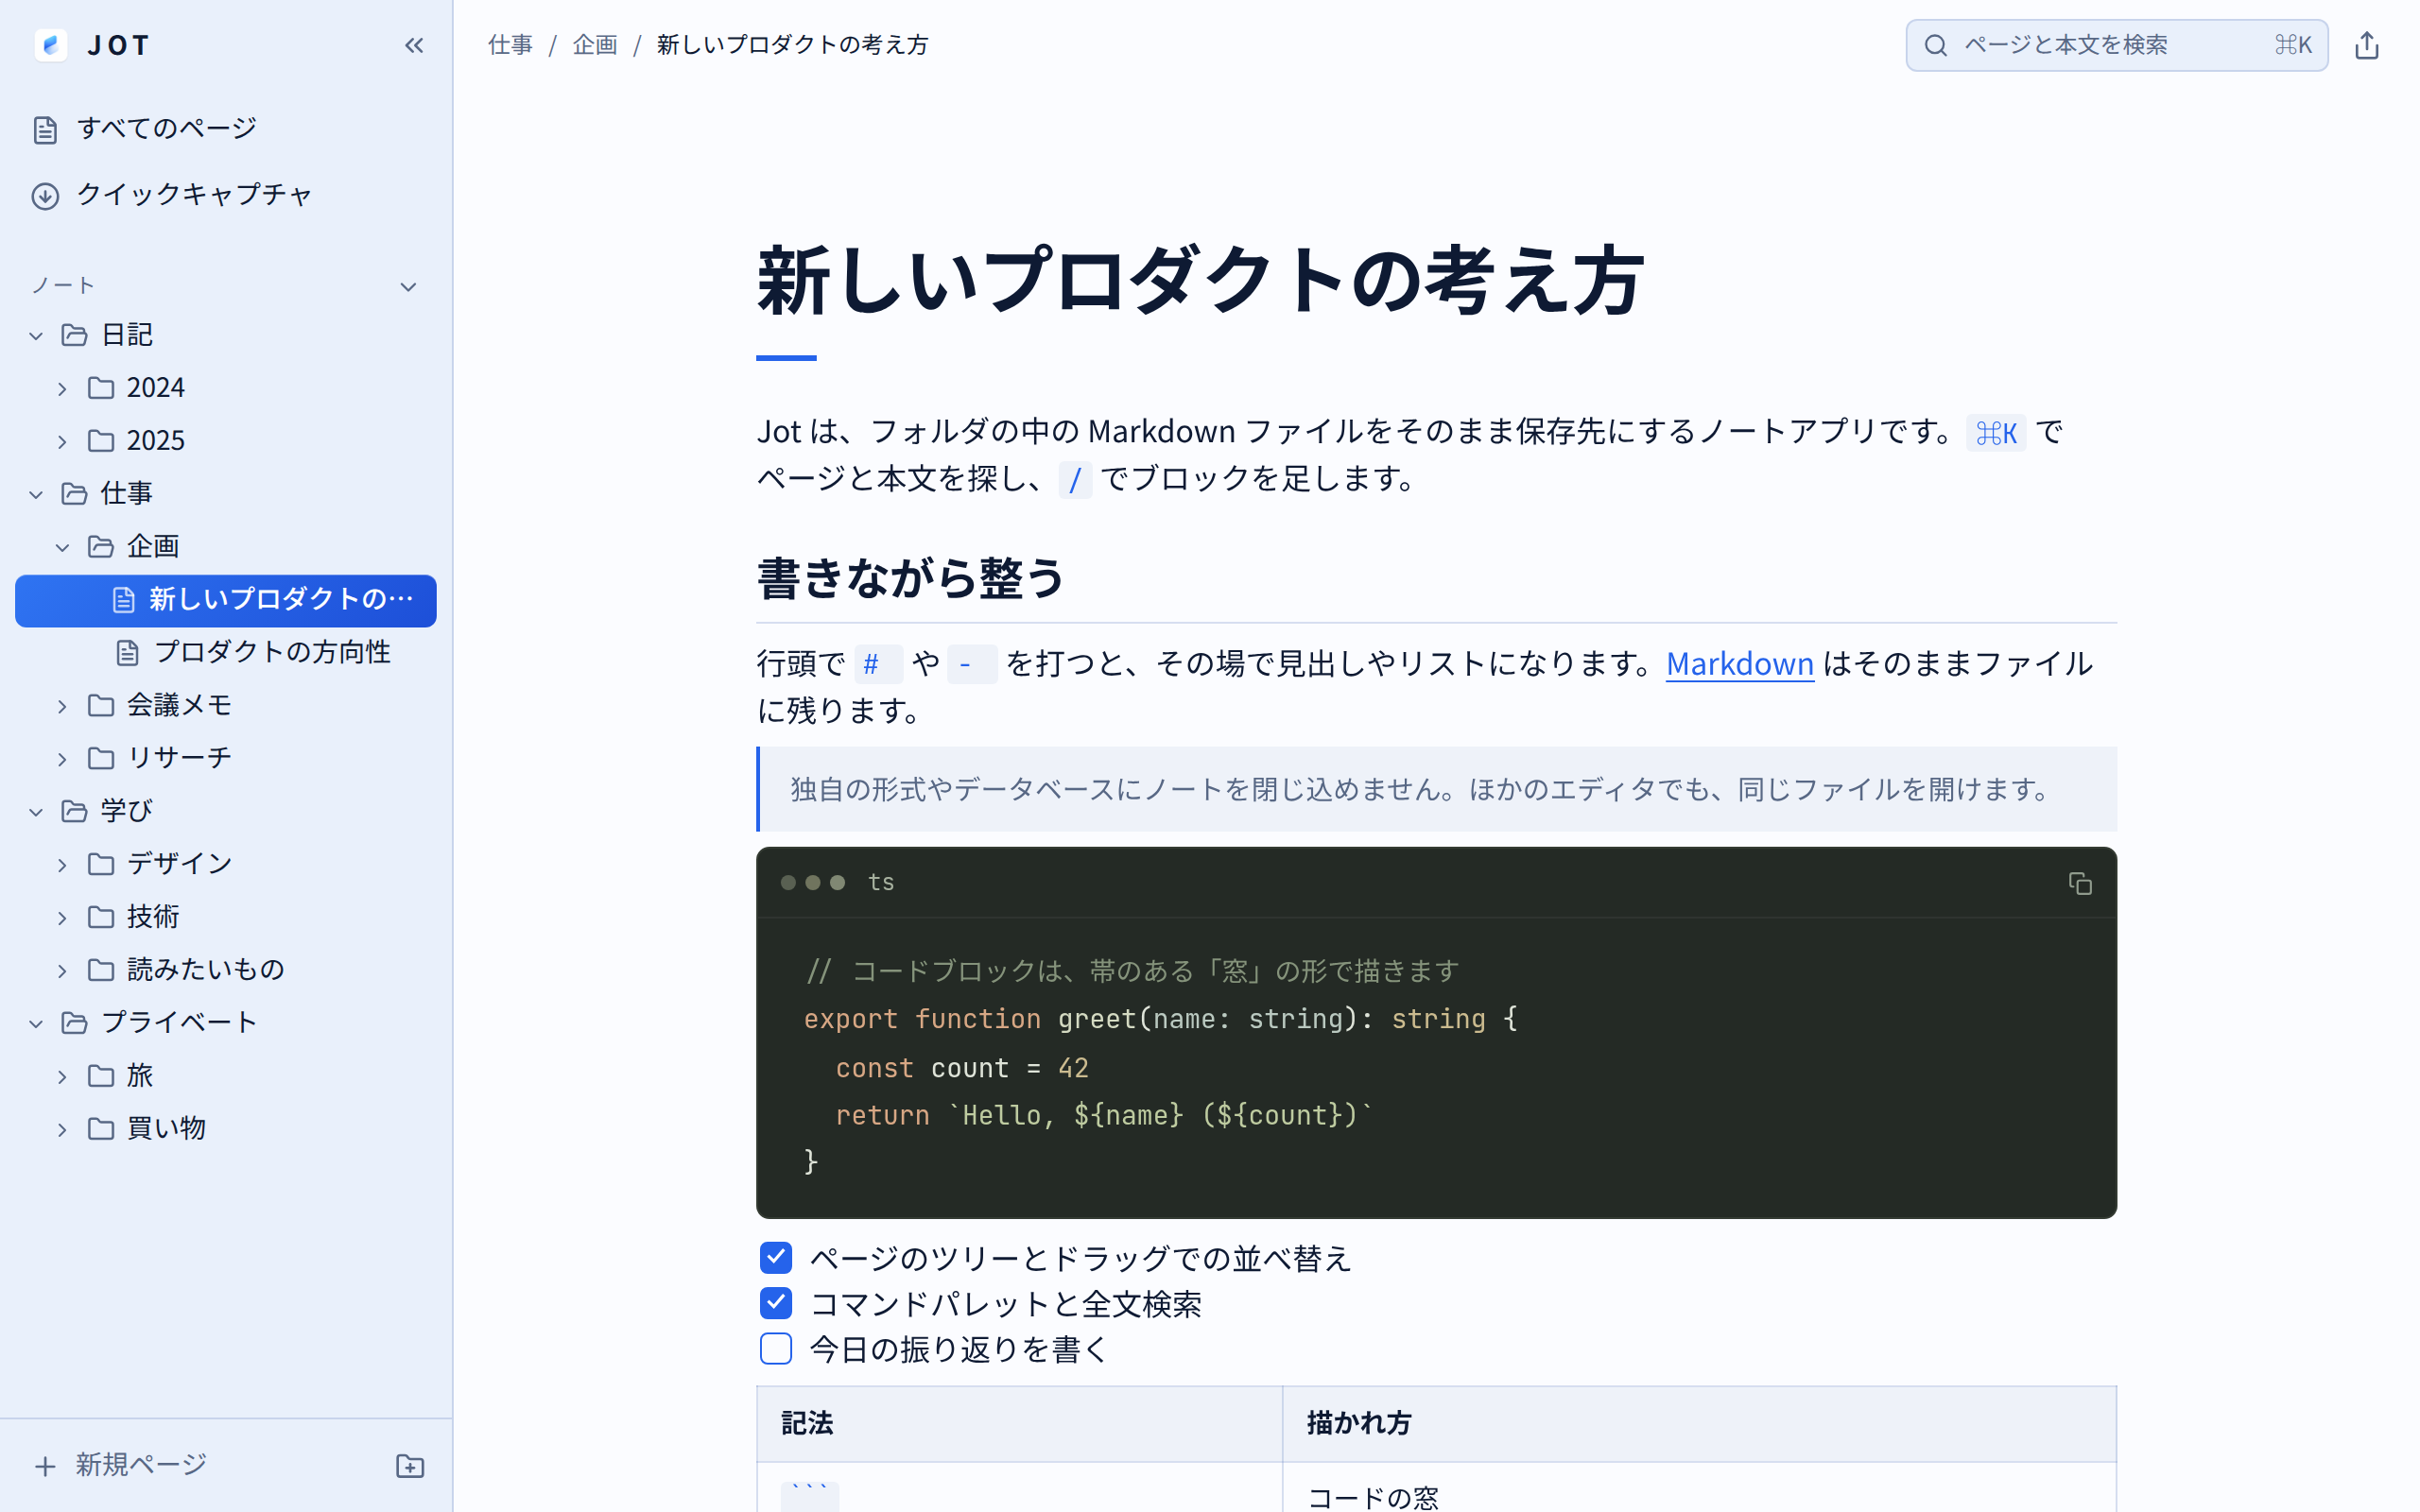 JOT
すべてのページ
クイックキャプチャ
ノート
日記
2024
2025
仕事
企画
新しいプロダクトの…
プロダクトの方向性
会議メモ
リサーチ
学び
デザイン
技術
読みたいもの
プライベート
旅
買い物
新規ページ
仕事 / 企画 / 新しいプロダクトの考え方
ページと本文を検索 ⌘K
新しいプロダクトの考え方
Jot は、フォルダの中の Markdown ファイルをそのまま保存先にするノートアプリです。 ⌘K で
ページと本文を探し、 / でブロックを足します。
書きながら整う
行頭で # や - を打つと、その場で見出しやリストになります。Markdown はそのままファイル
に残ります。
独自の形式やデータベースにノートを閉じ込めません。ほかのエディタでも、同じファイルを開けます。
ts
// コードブロックは、帯のある「窓」の形で描きます
export function greet(name: string): string {
  const count = 42
  return `Hello, ${name} (${count})`
}
ページのツリーとドラッグでの並べ替え
コマンドパレットと全文検索
今日の振り返りを書く
記法 描かれ方
``` コードの窓